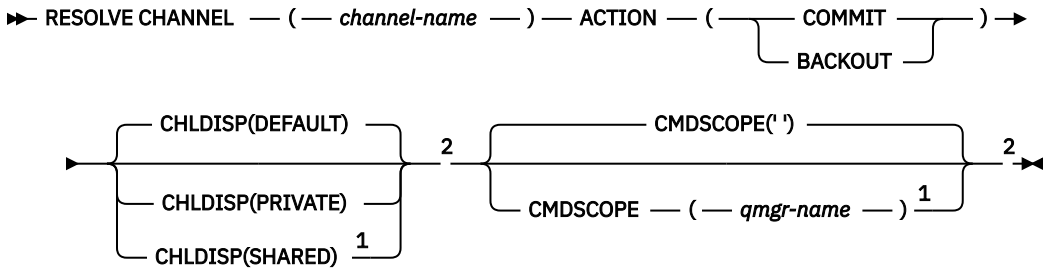 RESOLVE CHANNEL ( channel-name ) ACTION ( COMMIT )
BACKOUT
CHLDISP(DEFAULT) CMDSCOPE(' ')
2 2
CHLDISP(PRIVATE) CMDSCOPE ( qmgr-name ) 1
CHLDISP(SHARED) 1